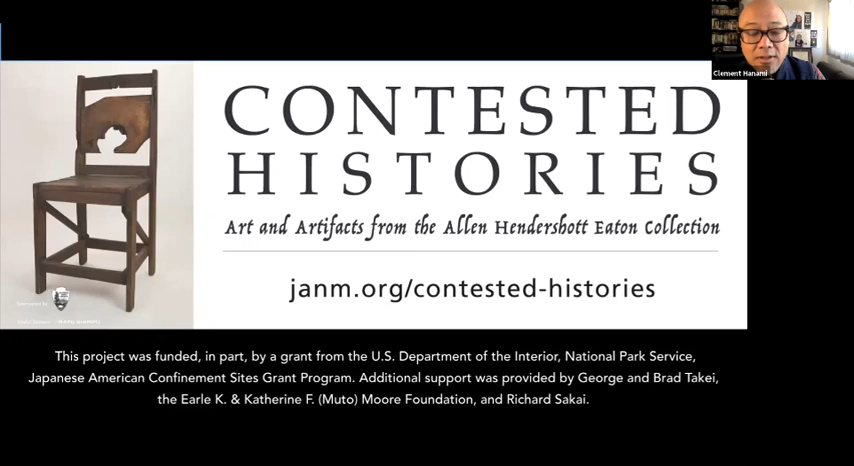 Clement Hanami
CONTESTED
HISTORIES
Art and Artifacts from the Allen Hendershott Eaton Collection
janm.org/contested-histories
This project was funded, in part, by a grant from the U.S. Department of the Interior, National Park Service,
Japanese American Confinement Sites Grant Program. Additional support was provided by George and Brad Takei,
the Earle K. & Katherine F. (Muto) Moore Foundation, and Richard Sakai.